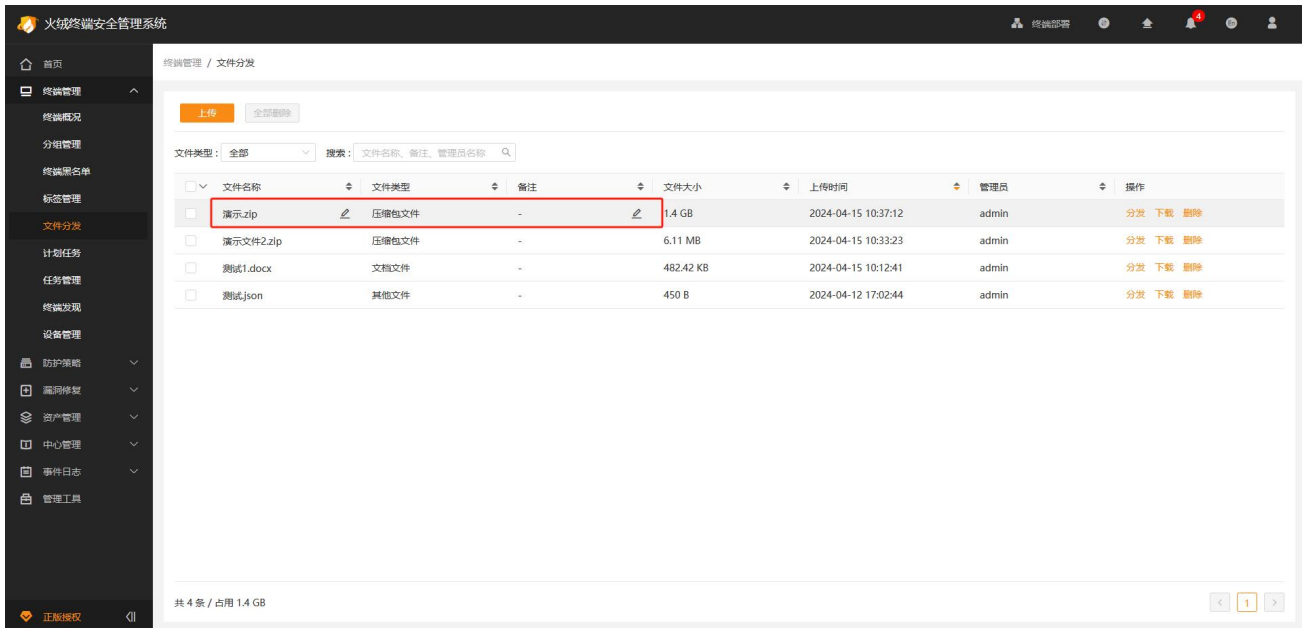 火绒终端安全管理系统
终端部署
4
En
首页
终端管理 / 文件分发
终端管理
终端概况
分组管理
终端黑名单
标签管理
文件分发
计划任务
任务管理
终端发现
设备管理
防护策略
漏洞修复
资产管理
中心管理
事件日志
管理工具
正版授权
上传 全部删除
文件类型： 全部 搜索： 文件名称、备注、管理员名称
文件名称 文件类型 备注 文件大小 上传时间 管理员 操作
演示.zip 压缩包文件 - 1.4 GB 2024-04-15 10:37:12 admin 分发 下载 删除
演示文件2.zip 压缩包文件 - 6.11 MB 2024-04-15 10:33:23 admin 分发 下载 删除
测试1.docx 文档文件 - 482.42 KB 2024-04-15 10:12:41 admin 分发 下载 删除
测试.json 其他文件 - 450 B 2024-04-12 17:02:44 admin 分发 下载 删除
共 4 条 / 占用 1.4 GB
< 1 >